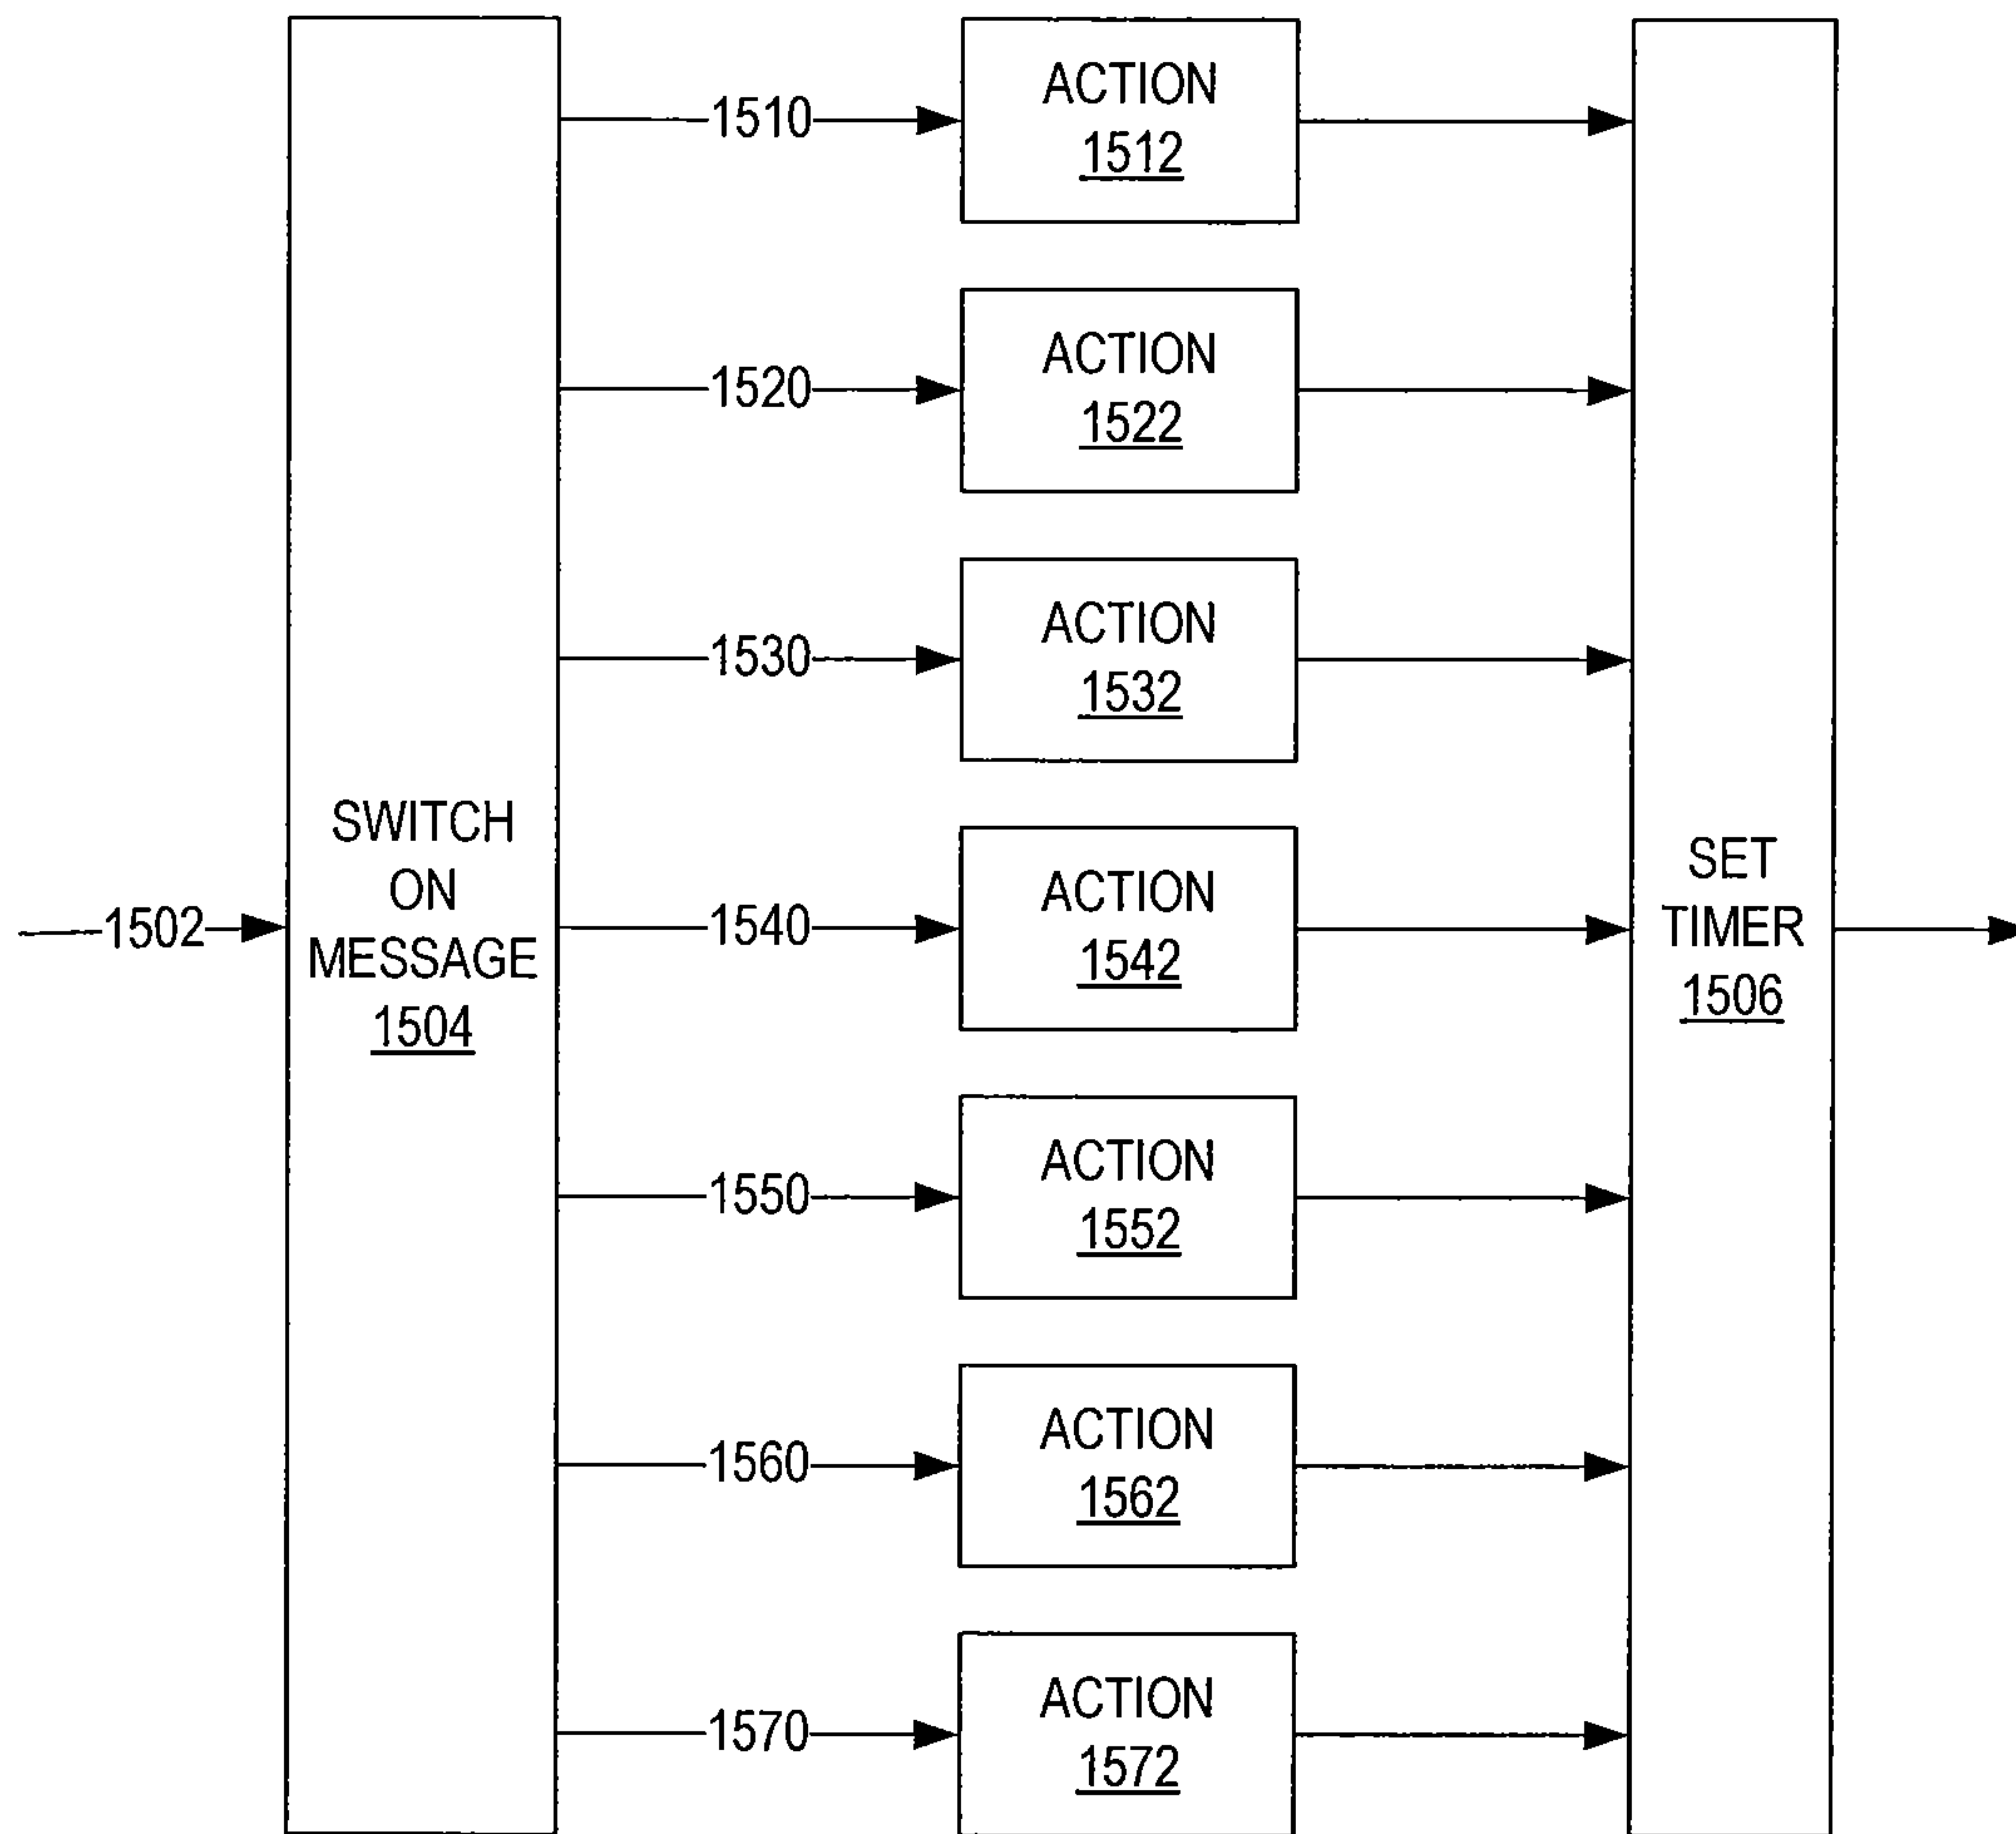 1502
SWITCH
ON
MESSAGE
1504
1510
ACTION
1512
1520
ACTION
1522
1530
ACTION
1532
1540
ACTION
1542
1550
ACTION
1552
1560
ACTION
1562
1570
ACTION
1572
SET
TIMER
1506